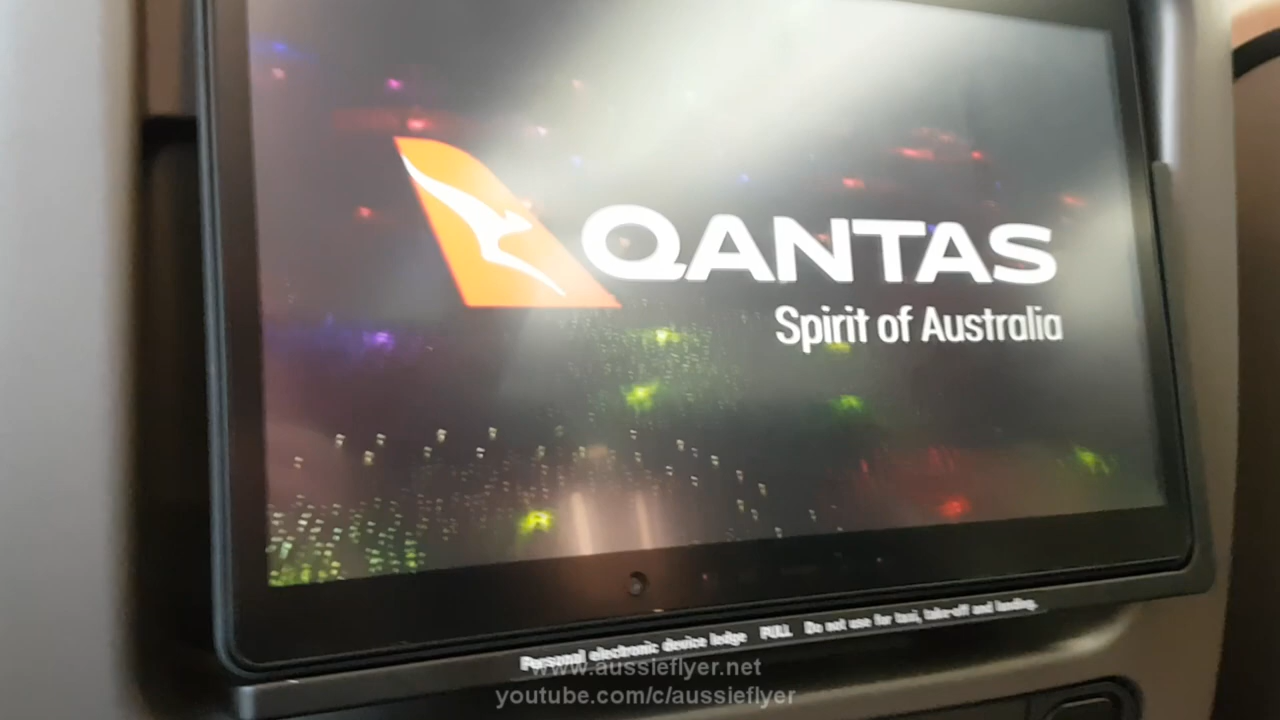 QANTAS
Spirit of Australia
Personal electronic device ledge PULL Do not use for taxi, take-off and landing.
www.aussieflyer.net
youtube.com/c/aussieflyer